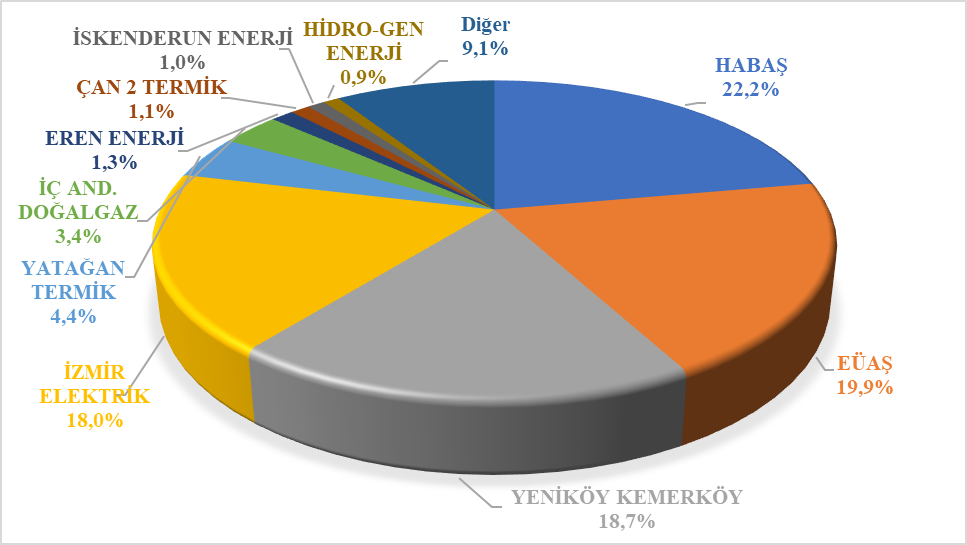 HABAŞ
22,2%
EÜAŞ
19,9%
YENİKÖY KEMERKÖY
18,7%
İZMİR
ELEKTRİK
18,0%
YATAĞAN
TERMİK
4,4%
İÇ AND.
DOĞALGAZ
3,4%
EREN ENERJİ
1,3%
ÇAN 2 TERMİK
1,1%
İSKENDERUN ENERJİ
1,0%
HİDRO-GEN
ENERJİ
0,9%
Diğer
9,1%